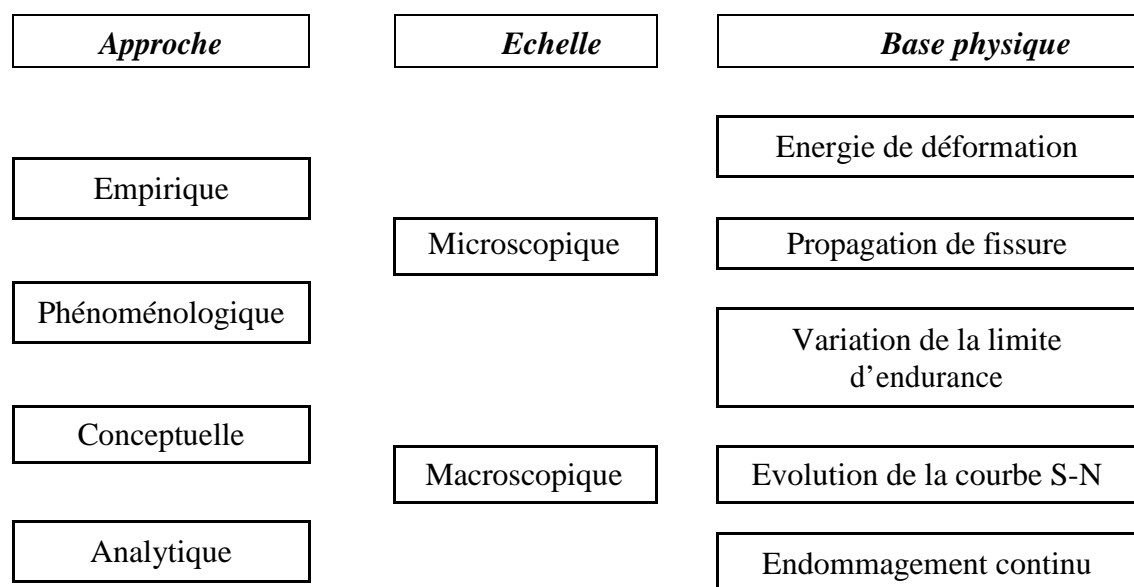 Approche
Echelle
Base physique
Empirique
Phénoménologique
Conceptuelle
Analytique
Microscopique
Macroscopique
Energie de déformation
Propagation de fissure
Variation de la limite
d’endurance
Evolution de la courbe S-N
Endommagement continu